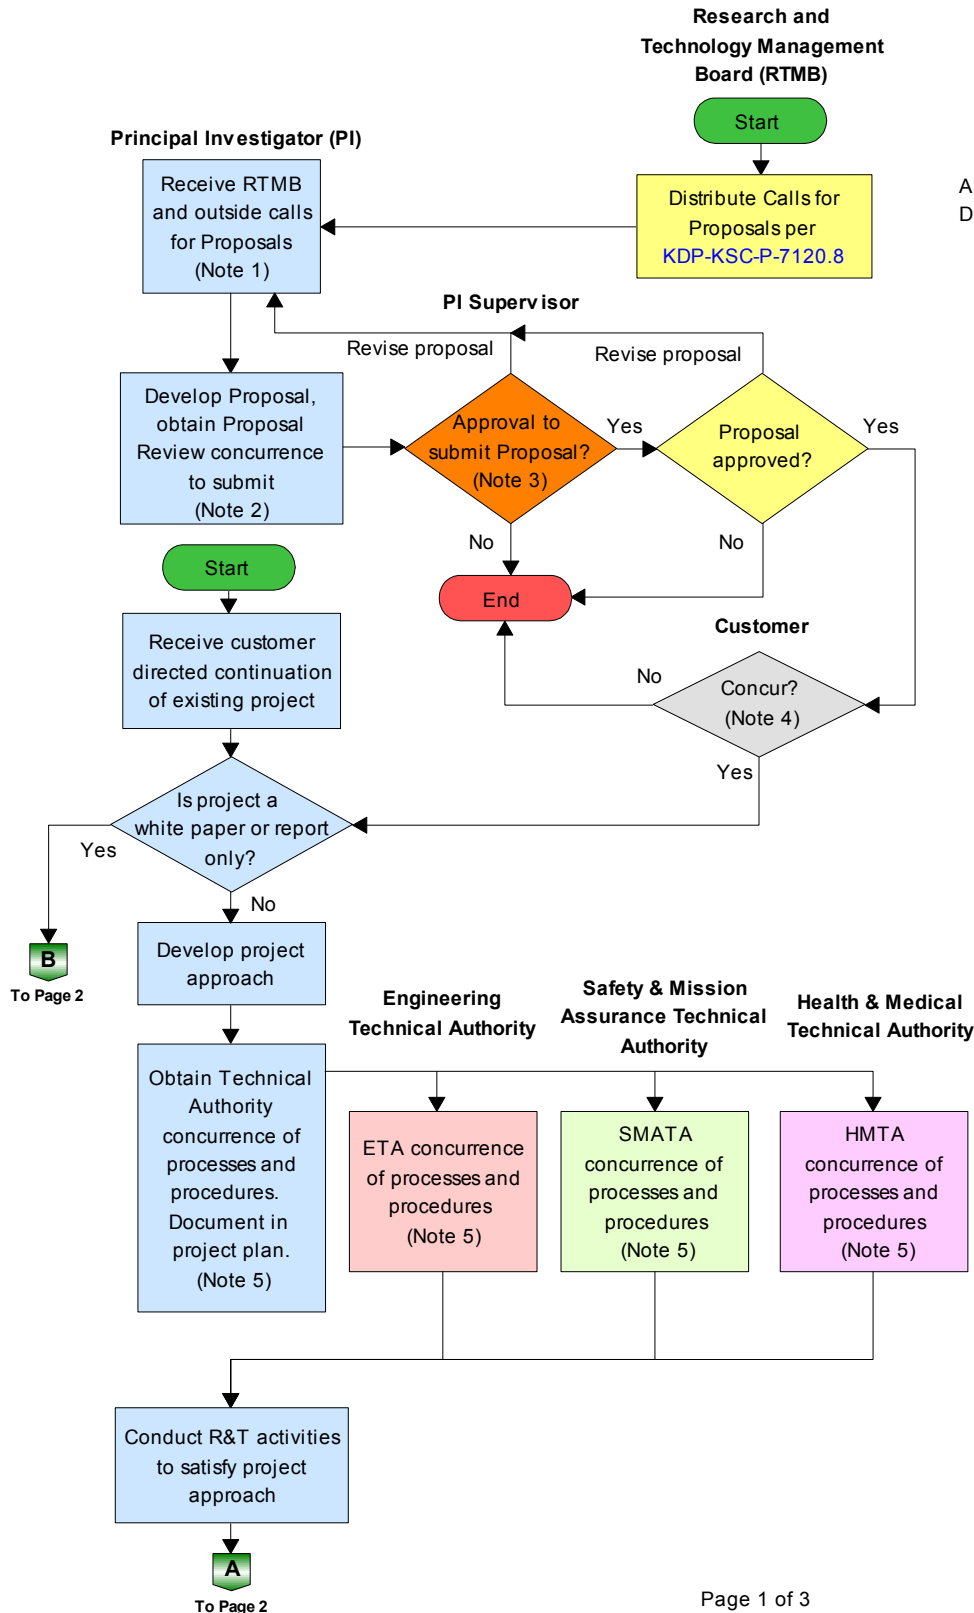 Research and
Technology Management
Board (RTMB)
Start
Principal Investigator (PI)
Receive RTMB
and outside calls
for Proposals
(Note 1)
Distribute Calls for
Proposals per
KDP-KSC-P-7120.8
A
D
PI Supervisor
Revise proposal
Revise proposal
Develop Proposal,
obtain Proposal
Review concurrence
to submit
(Note 2)
Approval to
submit Proposal?
(Note 3)
Yes
Proposal
approved?
Yes
No
No
Start
End
Receive customer
directed continuation
of existing project
Customer
No
Concur?
(Note 4)
Yes
Is project a
white paper or report
only?
Yes
No
B
To Page 2
Develop project
approach
Engineering
Technical Authority
Safety & Mission
Assurance Technical
Authority
Health & Medical
Technical Authority
Obtain Technical
Authority
concurrence of
processes and
procedures.
Document in
project plan.
(Note 5)
ETA concurrence
of processes and
procedures
(Note 5)
SMATA
concurrence of
processes and
procedures
(Note 5)
HMTA
concurrence of
processes and
procedures
(Note 5)
Conduct R&T activities
to satisfy project
approach
A
To Page 2
Page 1 of 3